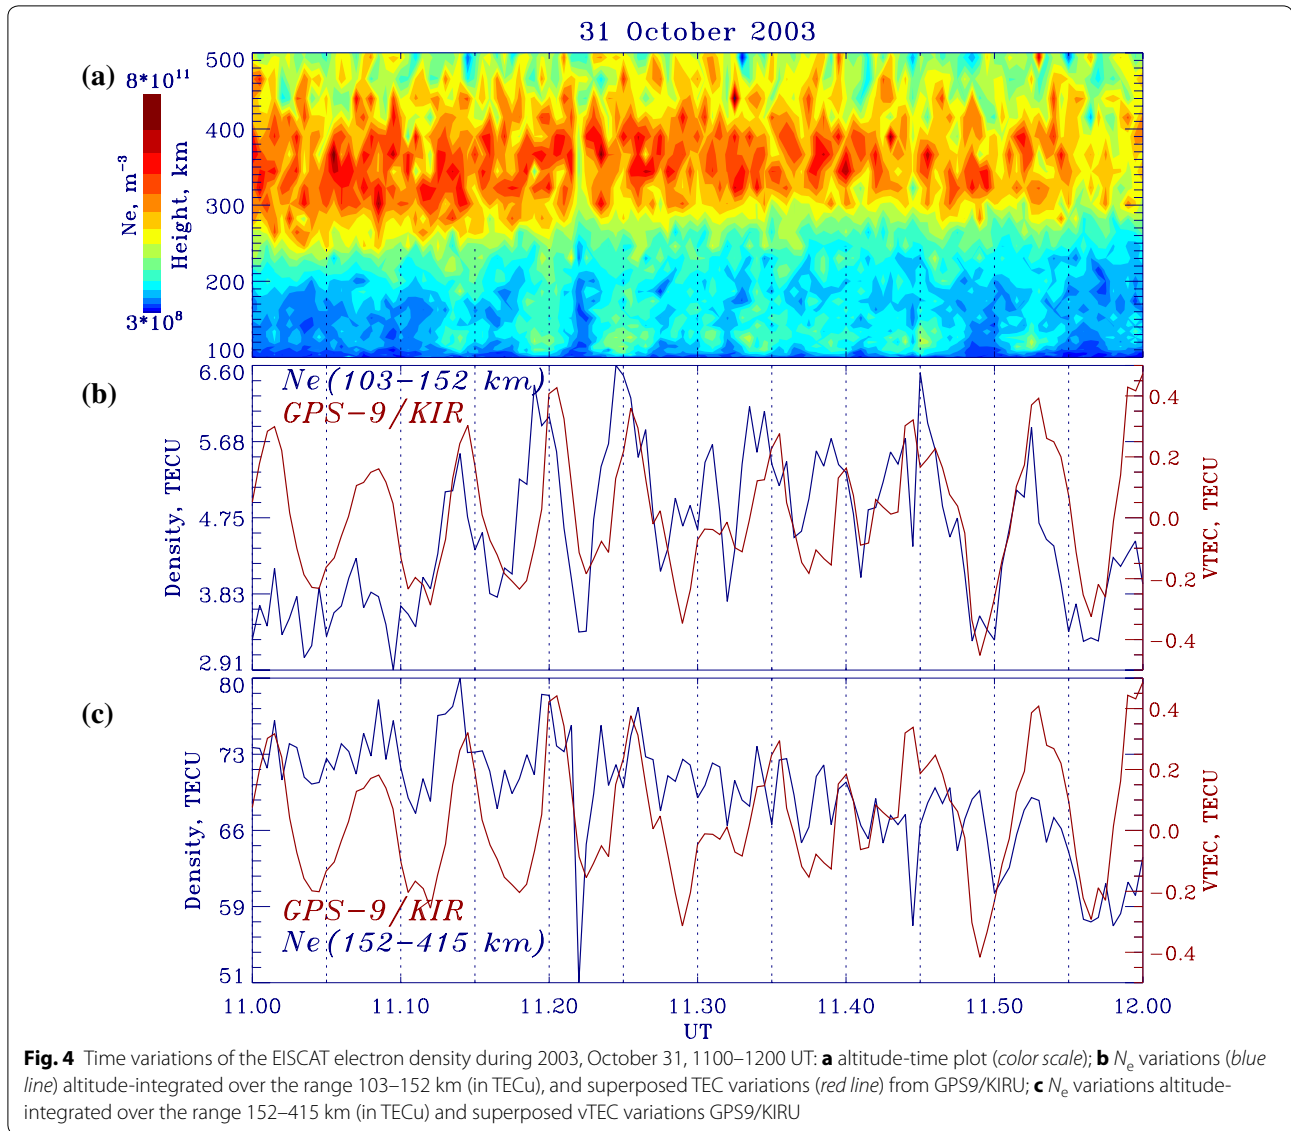 31 October 2003
(a)
8*10¹¹
Ne, m⁻³
3*10⁸
Height, km
500
400
300
200
100
(b)
Ne(103–152 km)
GPS–9/KIR
Density, TECU
6.60
5.68
4.75
3.83
2.91
0.4
0.2
0.0
−0.2
−0.4
VTEC, TECU
(c)
Density, TECU
80
73
66
59
51
GPS–9/KIR
Ne(152–415 km)
0.4
0.2
0.0
−0.2
−0.4
VTEC, TECU
11.00 11.10 11.20 11.30 11.40 11.50 12.00
UT
Fig. 4 Time variations of the EISCAT electron density during 2003, October 31, 1100–1200 UT: a altitude-time plot (color scale); b Nₑ variations (blue
line) altitude-integrated over the range 103–152 km (in TECu), and superposed TEC variations (red line) from GPS9/KIRU; c Nₑ variations altitude-
integrated over the range 152–415 km (in TECu) and superposed vTEC variations GPS9/KIRU